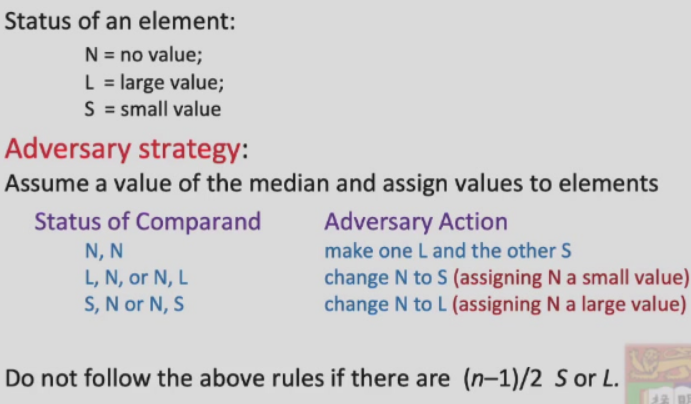 Status of an element:
N = no value;
L = large value;
S = small value
Adversary strategy:
Assume a value of the median and assign values to elements
Status of Comparand Adversary Action
N, N make one L and the other S
L, N, or N, L change N to S (assigning N a small value)
S, N or N, S change N to L (assigning N a large value)
Do not follow the above rules if there are (n–1)/2 S or L.